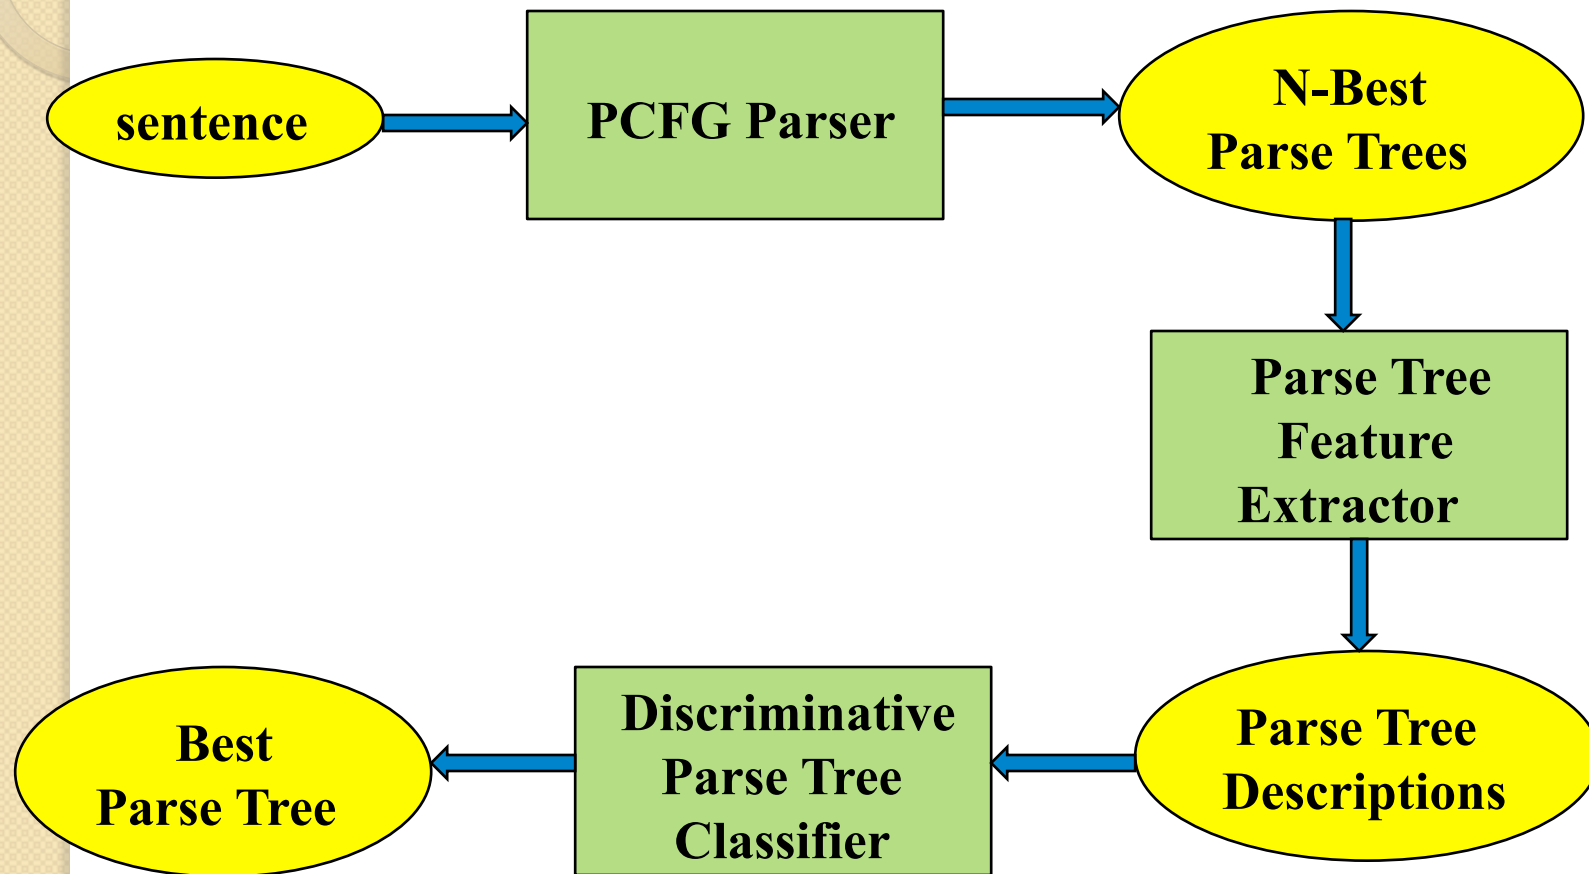 sentence
PCFG Parser
N-Best
Parse Trees
Parse Tree
Feature
Extractor
Parse Tree
Descriptions
Discriminative
Parse Tree
Classifier
Best
Parse Tree